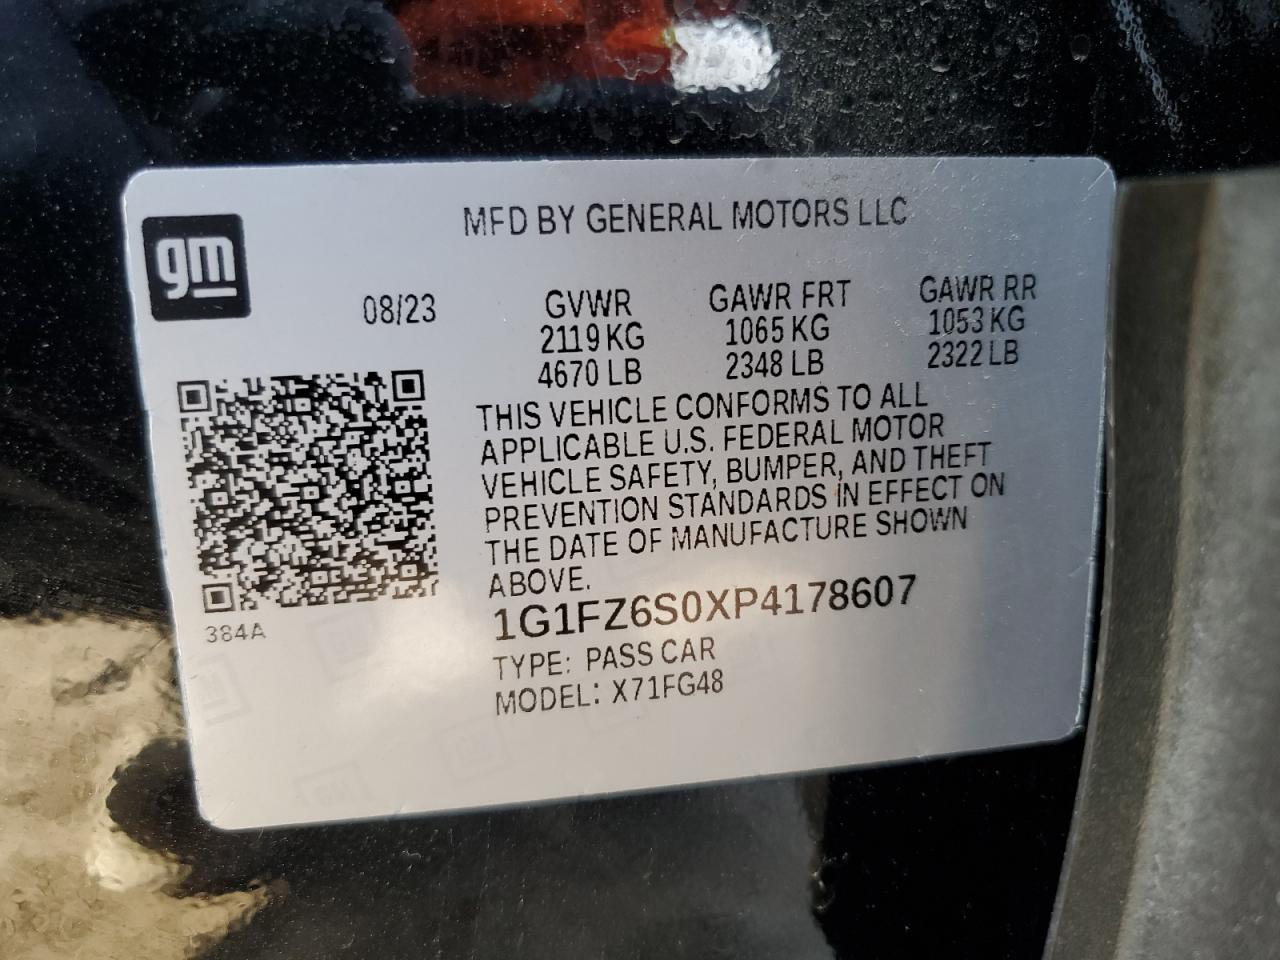 gm
MFD BY GENERAL MOTORS LLC
08/23
GVWR
2119 KG
4670 LB
GAWR FRT
1065 KG
2348 LB
GAWR RR
1053 KG
2322 LB
THIS VEHICLE CONFORMS TO ALL
APPLICABLE U.S. FEDERAL MOTOR
VEHICLE SAFETY, BUMPER, AND THEFT
PREVENTION STANDARDS IN EFFECT ON
THE DATE OF MANUFACTURE SHOWN
ABOVE.
1G1FZ6S0XP4178607
TYPE: PASS CAR
MODEL: X71FG48
384A